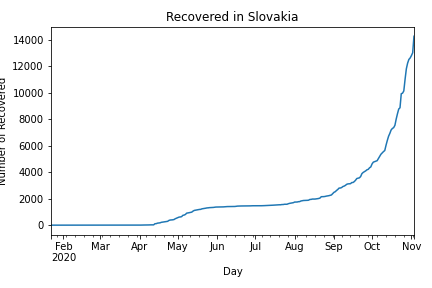 Recovered in Slovakia
Number of Recovered
14000
12000
10000
8000
6000
4000
2000
0
Feb Mar Apr May Jun Jul Aug Sep Oct Nov
2020
Day